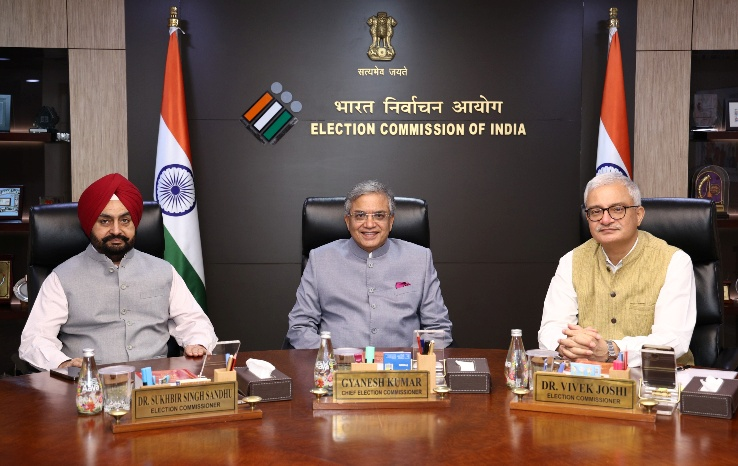 सत्यमेव जयते
भारत निर्वाचन आयोग
ELECTION COMMISSION OF INDIA
DR. SUKHBIR SINGH SANDHU
ELECTION COMMISSIONER
GYANESH KUMAR
CHIEF ELECTION COMMISSIONER
DR. VIVEK JOSHI
ELECTION COMMISSIONER